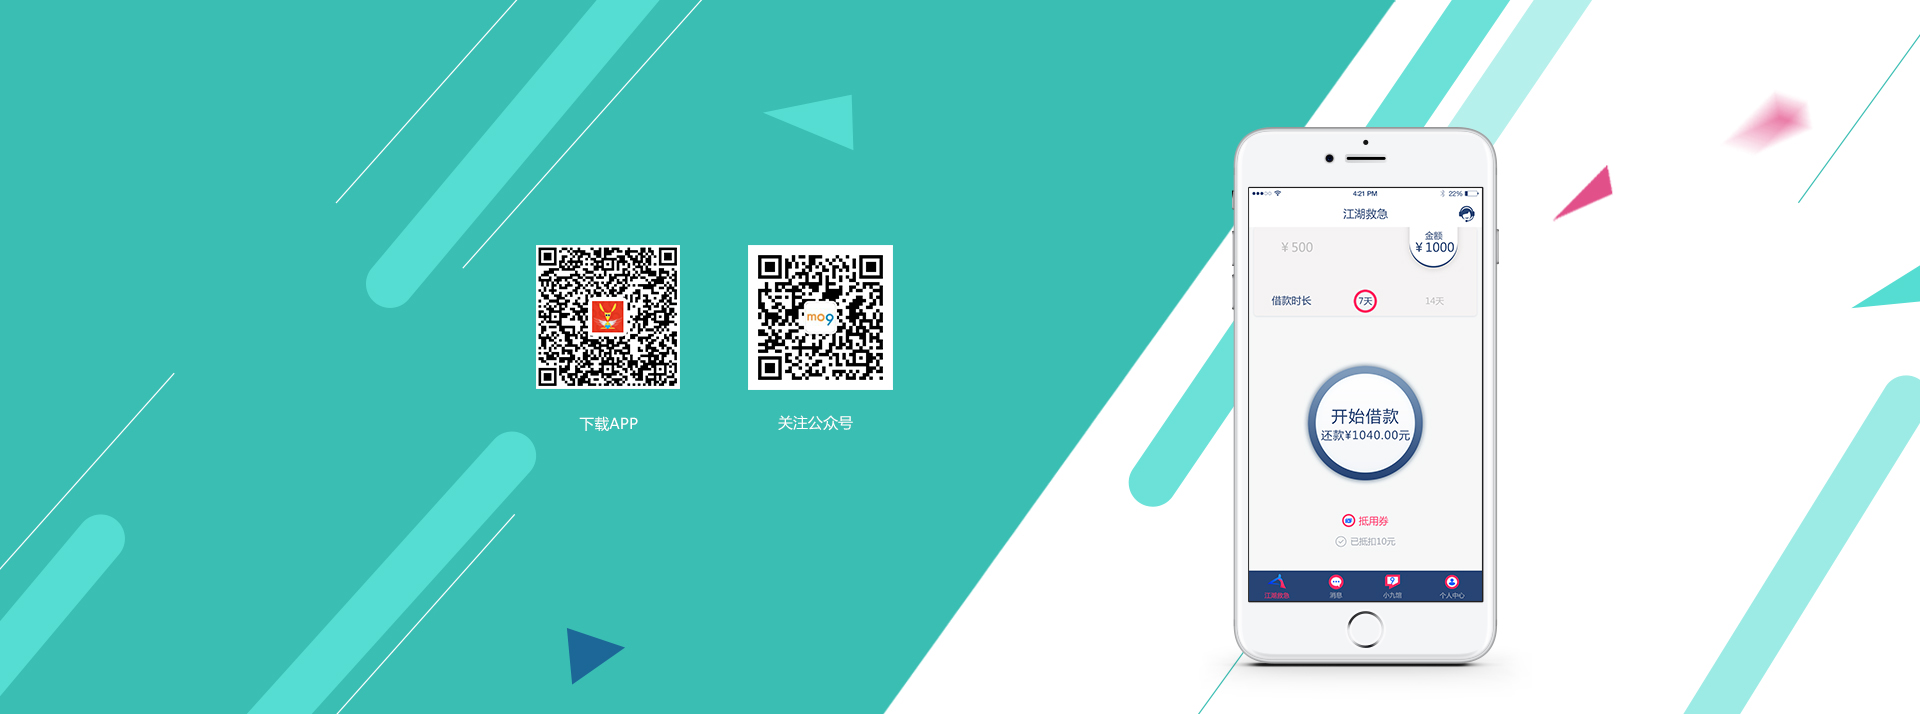 mo9
下载APP
关注公众号
4:21 PM
22%
江湖救急
金额
¥500
¥1000
借款时长
7天
14天
开始借款
还款¥1040.00元
抵用券
已抵扣10元
江湖救急
消息
小九馆
个人中心